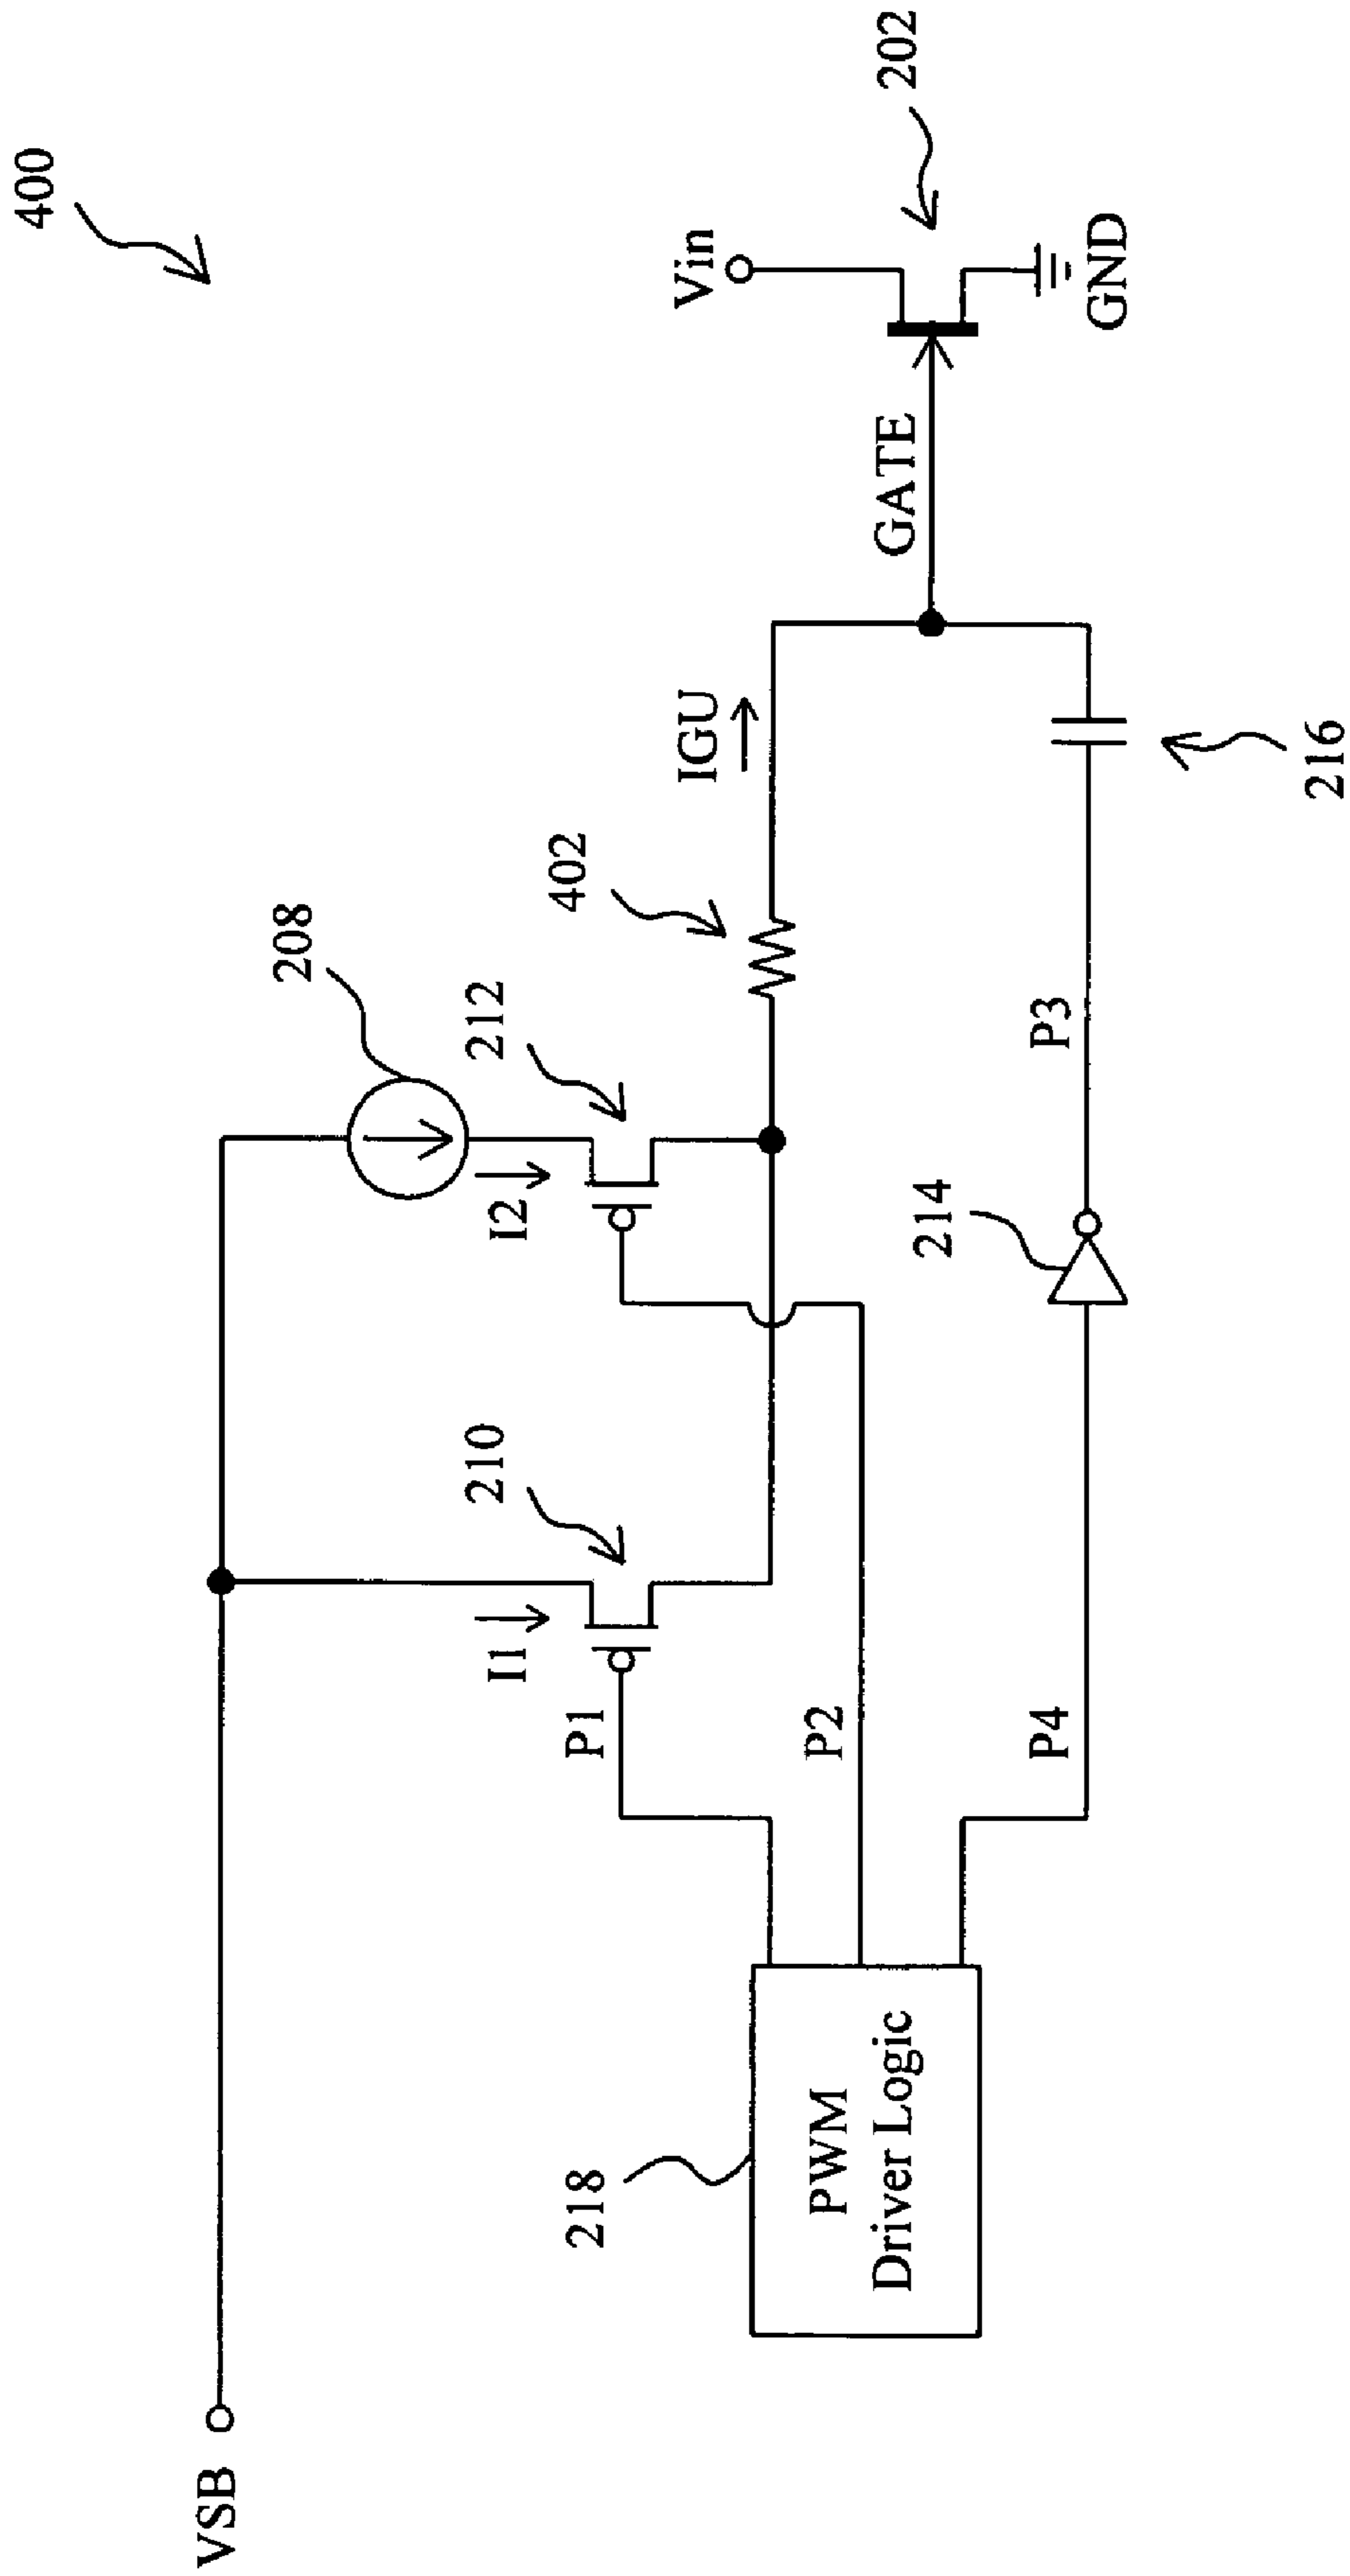 400
VSB
208
I1
210
I2
212
402
IGU
Vin
202
P1
P2
GATE
GND
218
PWM
Driver Logic
P4
214
P3
216